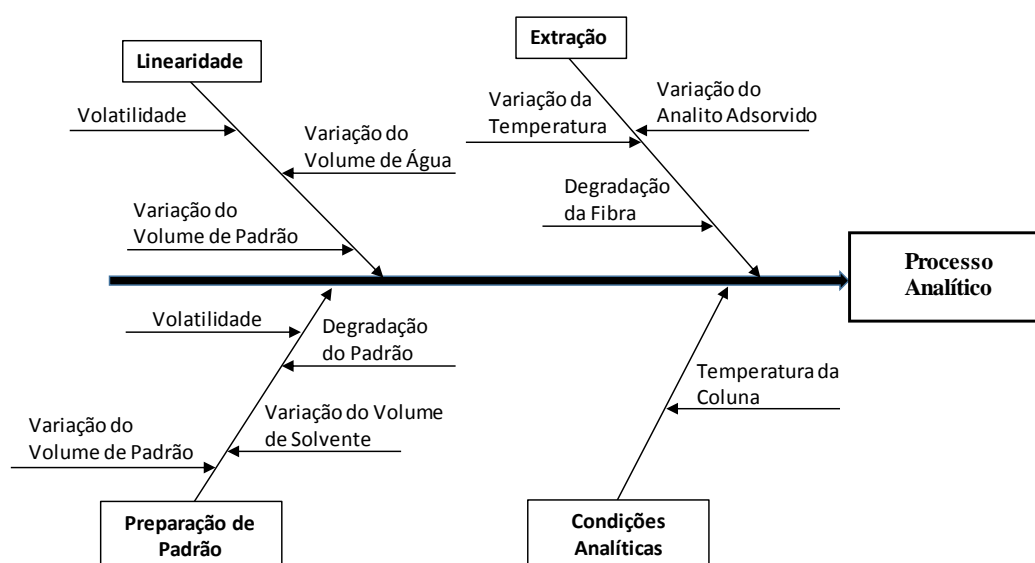 Linearidade
Volatilidade
Variação do
Volume de Água
Variação do
Volume de Padrão
Extração
Variação da
Temperatura
Variação do
Analito Adsorvido
Degradação
da Fibra
Processo
Analítico
Volatilidade
Degradação
do Padrão
Variação do Volume
de Solvente
Variação do
Volume de Padrão
Preparação de
Padrão
Temperatura da
Coluna
Condições
Analíticas